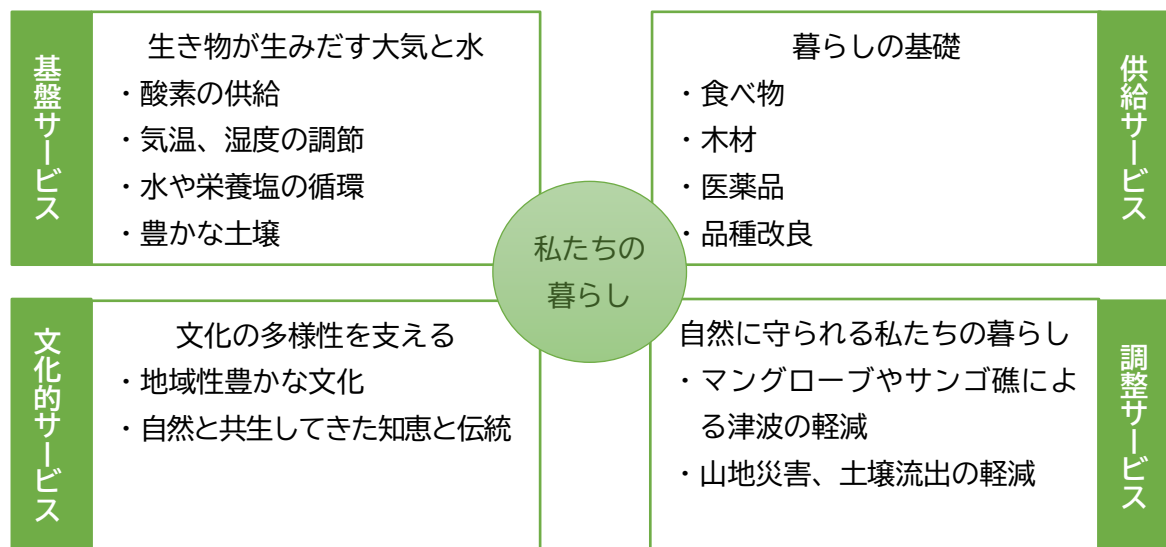 基盤サービス
生き物が生みだす大気と水
・酸素の供給
・気温、湿度の調節
・水や栄養塩の循環
・豊かな土壌
供給サービス
暮らしの基礎
・食べ物
・木材
・医薬品
・品種改良
私たちの
暮らし
文化的サービス
文化の多様性を支える
・地域性豊かな文化
・自然と共生してきた知恵と伝統
調整サービス
自然に守られる私たちの暮らし
・マングローブやサンゴ礁によ
る津波の軽減
・山地災害、土壌流出の軽減